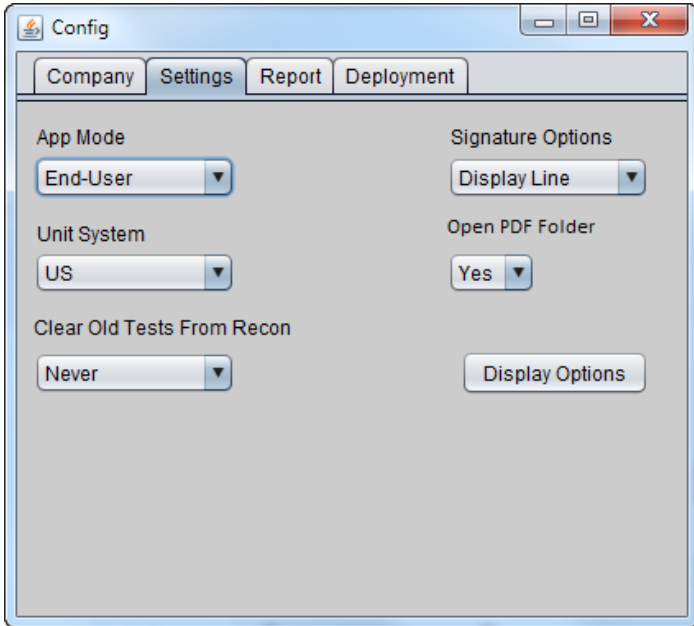 Config
Company Settings Report Deployment
App Mode Signature Options
End-User Display Line
Unit System Open PDF Folder
US Yes
Clear Old Tests From Recon
Never Display Options